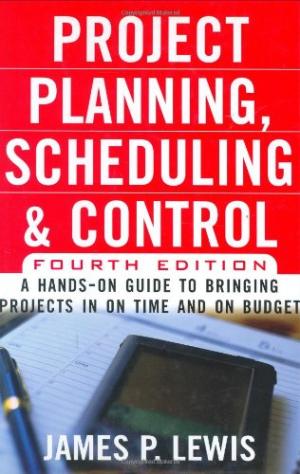 PROJECT
PLANNING,
SCHEDULING
& CONTROL
FOURTH EDITION
A HANDS-ON GUIDE TO BRINGING
PROJECTS IN ON TIME AND ON BUDGET
JAMES P. LEWIS